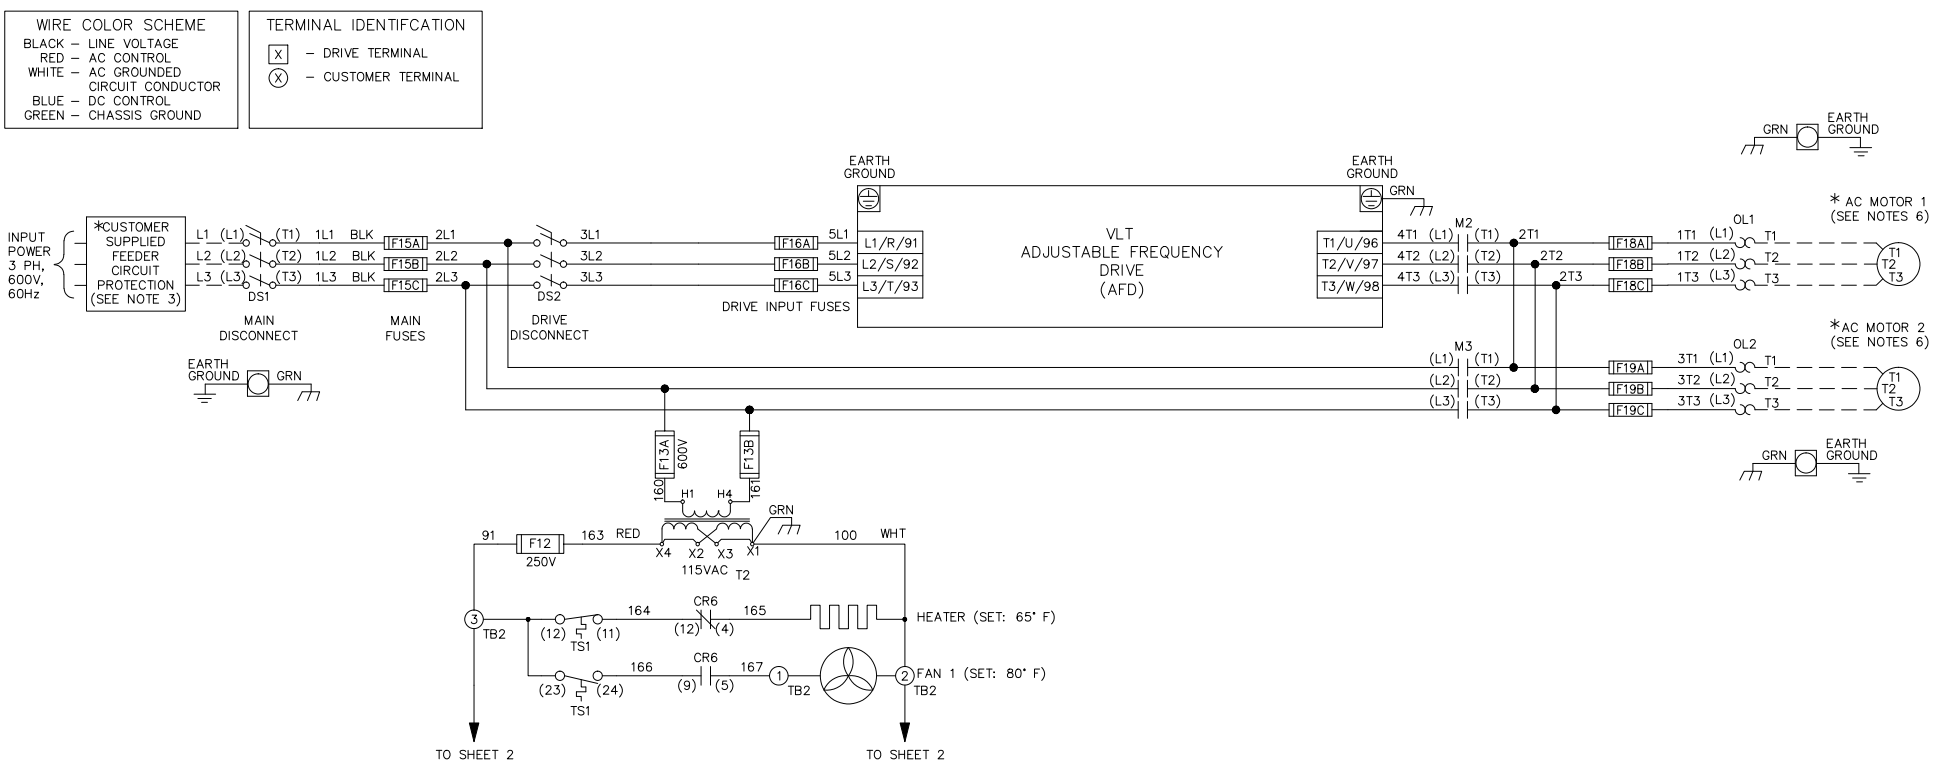 WIRE COLOR SCHEME
BLACK – LINE VOLTAGE
RED – AC CONTROL
WHITE – AC GROUNDED
CIRCUIT CONDUCTOR
BLUE – DC CONTROL
GREEN – CHASSIS GROUND
TERMINAL IDENTIFCATION
X – DRIVE TERMINAL
X – CUSTOMER TERMINAL
INPUT
POWER
3 PH,
600V,
60Hz
*CUSTOMER
SUPPLIED
FEEDER
CIRCUIT
PROTECTION
(SEE NOTE 3)
L1 (L1) (T1) 1L1 BLK F15A 2L1 3L1 F16A 5L1
L2 (L2) (T2) 1L2 BLK F15B 2L2 3L2 F16B 5L2
L3 (L3) (T3) 1L3 BLK F15C 2L3 3L3 F16C 5L3
DS1
MAIN
DISCONNECT
MAIN
FUSES
DS2
DRIVE
DISCONNECT
DRIVE INPUT FUSES
EARTH
GROUND
L1/R/91
L2/S/92
L3/T/93
VLT
ADJUSTABLE FREQUENCY
DRIVE
(AFD)
EARTH
GROUND
GRN
T1/U/96
T2/V/97
T3/W/98
M2
4T1 (L1) (T1) 2T1 F18A 1T1 (L1) T1
4T2 (L2) (T2) 2T2 F18B 1T2 (L2) T2
4T3 (L3) (T3) 2T3 F18C 1T3 (L3) T3
OL1
GRN
EARTH
GROUND
* AC MOTOR 1
(SEE NOTES 6)
T1
T2
T3
M3
(L1) (T1) F19A 3T1 (L1) T1
(L2) (T2) F19B 3T2 (L2) T2
(L3) (T3) F19C 3T3 (L3) T3
OL2
*AC MOTOR 2
(SEE NOTES 6)
T1
T2
T3
GRN
EARTH
GROUND
EARTH
GROUND
GRN
F13A
600V
F13B
160
161
H1 H4
GRN
91 F12 163 RED
250V
X4 X2 X3 X1
100 WHT
115VAC T2
3
TB2
(12) (11)
TS1
164
CR6
(12) (4)
165
HEATER (SET: 65° F)
(23) (24)
TS1
166
CR6
(9) (5)
167
1
TB2
2
TB2
FAN 1 (SET: 80° F)
TO SHEET 2
TO SHEET 2